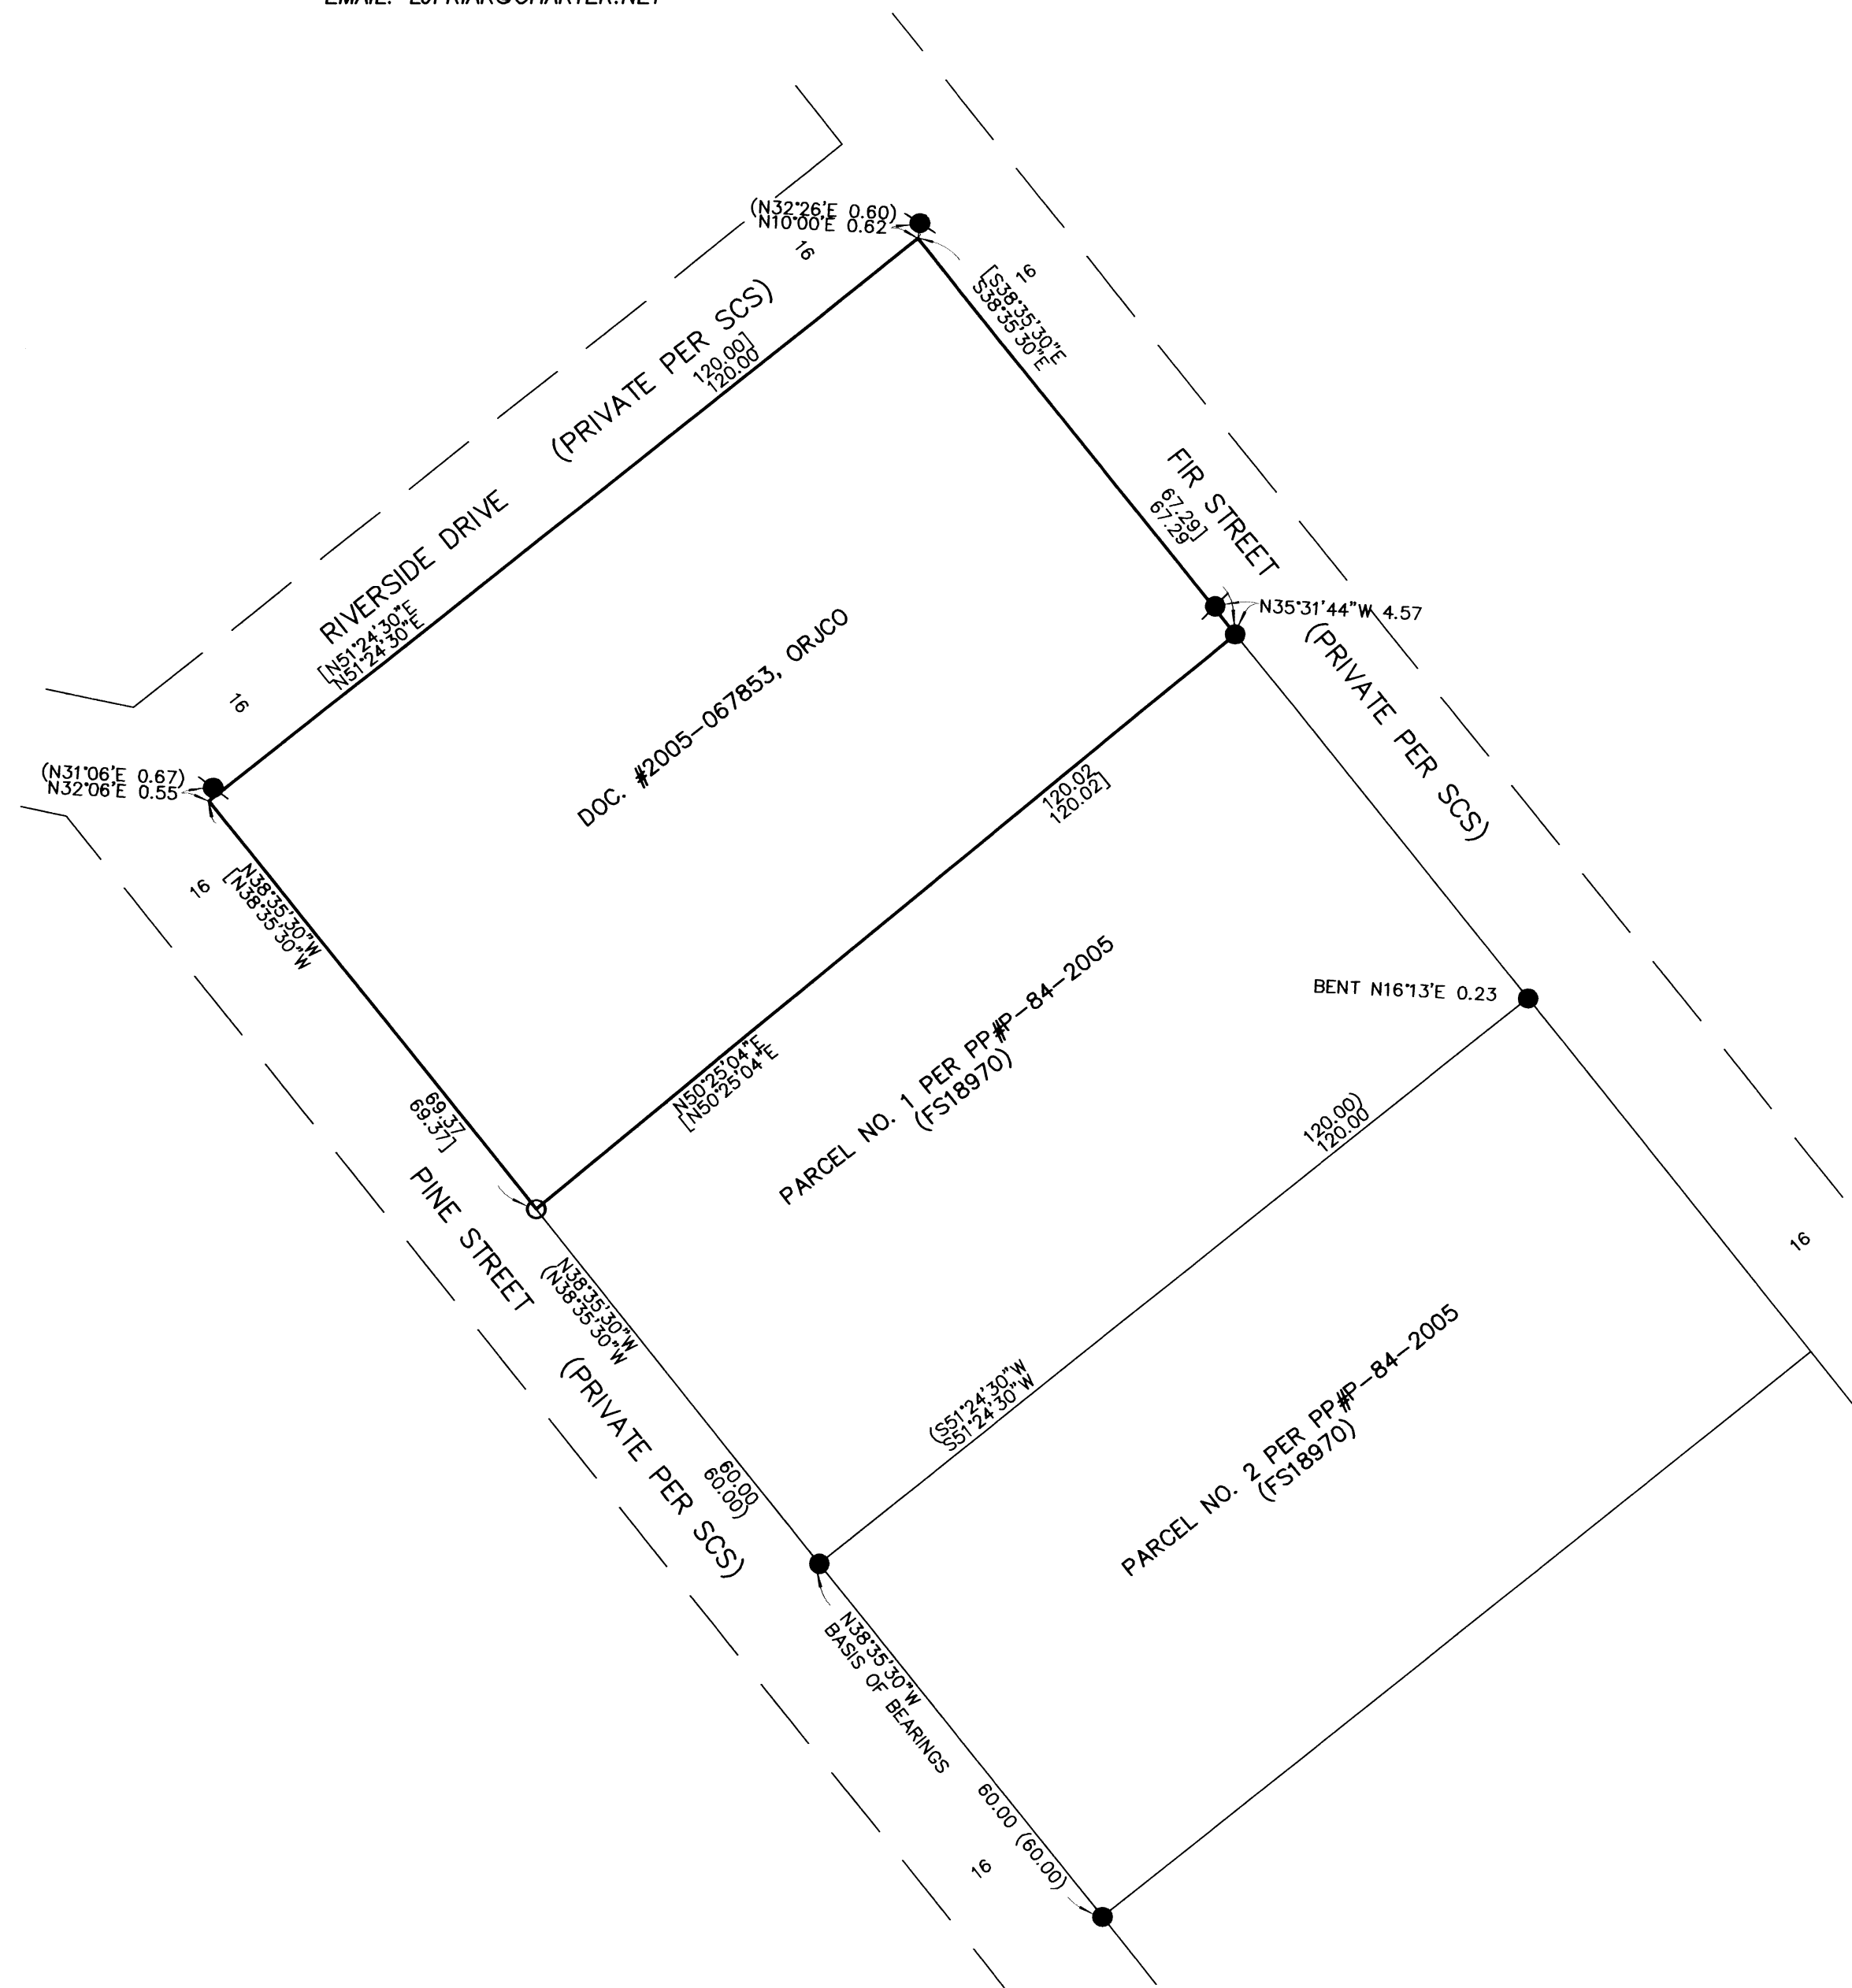 (N32°26'E 0.60)
N10°00'E 0.62
16
16
[S38°35'30"E
S38°35'30"E
(PRIVATE PER SCS)
120.00]
120.00
RIVERSIDE DRIVE
[N51°24'30"E
N51°24'30"E
16
FIR STREET
67.29]
67.29
N35°31'44"W 4.57
(PRIVATE PER SCS)
DOC. #2005-067853, ORJCO
(N31°06'E 0.67)
N32°06'E 0.55
16
N38°35'30"W
[N38°35'30"W
120.02
120.02]
BENT N16°13'E 0.23
N50°25'04"E
[N50°25'04"E
PARCEL NO. 1 PER PP#P-84-2005
(FS18970)
69.37
69.37]
120.00)
120.00
PINE STREET
16
N38°35'30"W
(N38°35'30"W
(PRIVATE PER SCS)
(S51°24'30"W
S51°24'30"W
PARCEL NO. 2 PER PP#P-84-2005
(FS18970)
60.00
60.00)
N38°35'30"W
BASIS OF BEARINGS
60.00 (60.00)
16